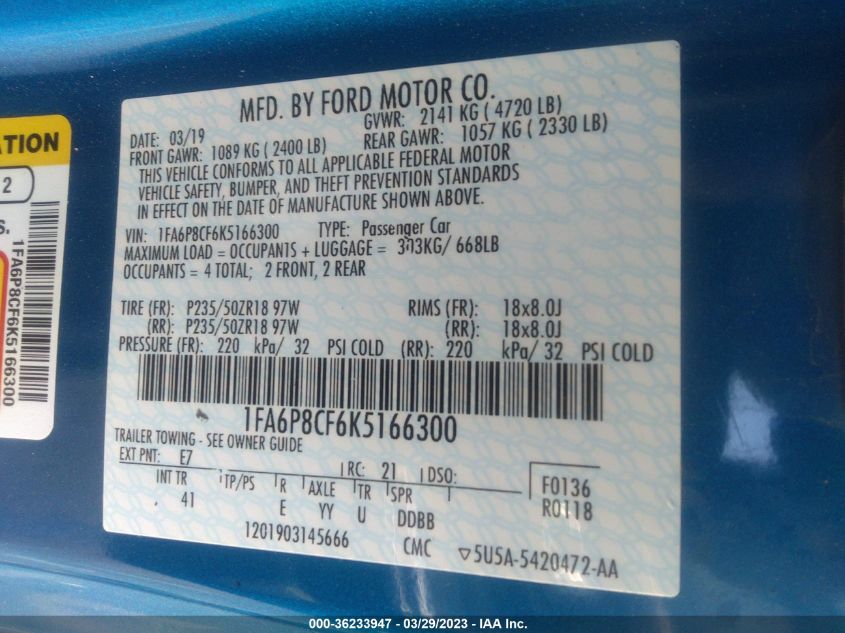 MFD. BY FORD MOTOR CO.
DATE: 03/19 GVWR: 2141 KG ( 4720 LB)
FRONT GAWR: 1089 KG ( 2400 LB) REAR GAWR: 1057 KG ( 2330 LB)
THIS VEHICLE CONFORMS TO ALL APPLICABLE FEDERAL MOTOR
VEHICLE SAFETY, BUMPER, AND THEFT PREVENTION STANDARDS
IN EFFECT ON THE DATE OF MANUFACTURE SHOWN ABOVE.
VIN: 1FA6P8CF6K5166300 TYPE: Passenger Car
MAXIMUM LOAD = OCCUPANTS + LUGGAGE = 303KG/ 668LB
OCCUPANTS = 4 TOTAL; 2 FRONT, 2 REAR
TIRE (FR): P235/50ZR18 97W RIMS (FR): 18x8.0J
(RR): P235/50ZR18 97W (RR): 18x8.0J
PRESSURE (FR): 220 kPa/ 32 PSI COLD (RR): 220 kPa/ 32 PSI COLD
1FA6P8CF6K5166300
TRAILER TOWING - SEE OWNER GUIDE
EXT PNT: E7 RC: 21 DSO: F0136
INT TR TP/PS R AXLE TR SPR R0118
41 E YY U DDBB
1201903145666 CMC 5U5A-5420472-AA
ATION
2
S.
1FA6P8CF6K5166300
000-36233947 — 03/29/2023 — IAA Inc.